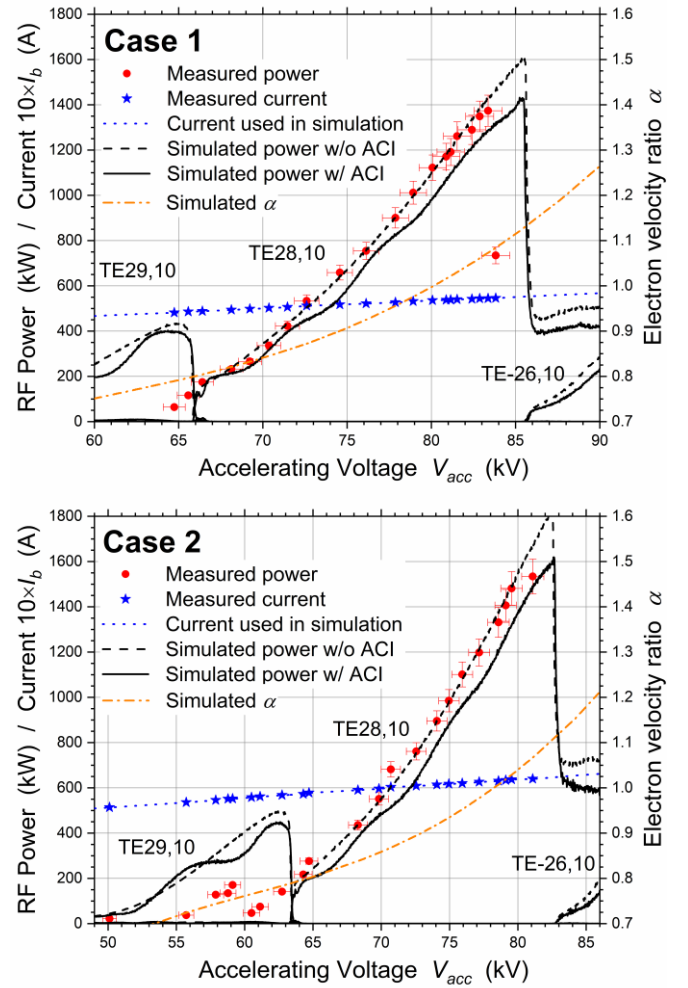 Case 1
Measured power
Measured current
Current used in simulation
Simulated power w/o ACI
Simulated power w/ ACI
Simulated α
TE29,10
TE28,10
TE-26,10
RF Power (kW) / Current 10×I_b (A)
0
200
400
600
800
1000
1200
1400
1600
1800
Electron velocity ratio α
0.7
0.8
0.9
1.0
1.1
1.2
1.3
1.4
1.5
1.6
60 65 70 75 80 85 90
Accelerating Voltage V_acc (kV)
Case 2
Measured power
Measured current
Current used in simulation
Simulated power w/o ACI
Simulated power w/ ACI
Simulated α
TE28,10
TE29,10
TE-26,10
RF Power (kW) / Current 10×I_b (A)
0
200
400
600
800
1000
1200
1400
1600
1800
Electron velocity ratio α
0.7
0.8
0.9
1.0
1.1
1.2
1.3
1.4
1.5
1.6
50 55 60 65 70 75 80 85
Accelerating Voltage V_acc (kV)